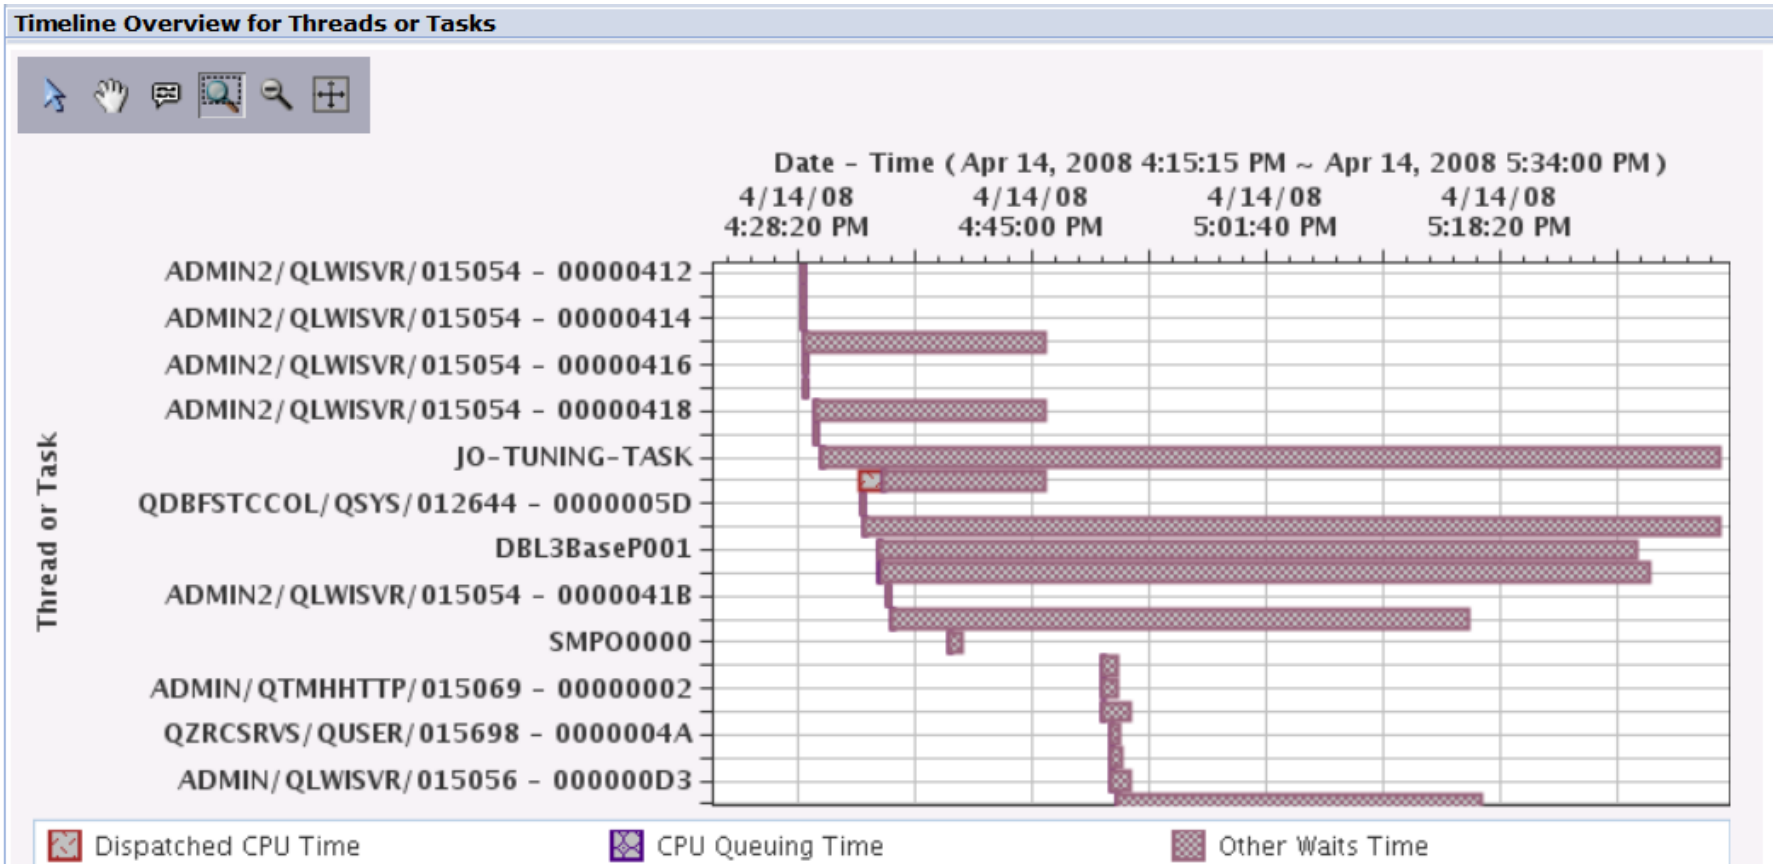 Timeline Overview for Threads or Tasks
Date - Time (Apr 14, 2008 4:15:15 PM ~ Apr 14, 2008 5:34:00 PM)
4/14/08 4/14/08 4/14/08 4/14/08
4:28:20 PM 4:45:00 PM 5:01:40 PM 5:18:20 PM
Thread or Task
ADMIN2/QLWISVR/015054 - 00000412
ADMIN2/QLWISVR/015054 - 00000414
ADMIN2/QLWISVR/015054 - 00000416
ADMIN2/QLWISVR/015054 - 00000418
JO-TUNING-TASK
QDBFSTCCOL/QSYS/012644 - 0000005D
DBL3BaseP001
ADMIN2/QLWISVR/015054 - 0000041B
SMPO0000
ADMIN/QTMHHTTP/015069 - 00000002
QZRCSRVS/QUSER/015698 - 0000004A
ADMIN/QLWISVR/015056 - 000000D3
Dispatched CPU Time CPU Queuing Time Other Waits Time